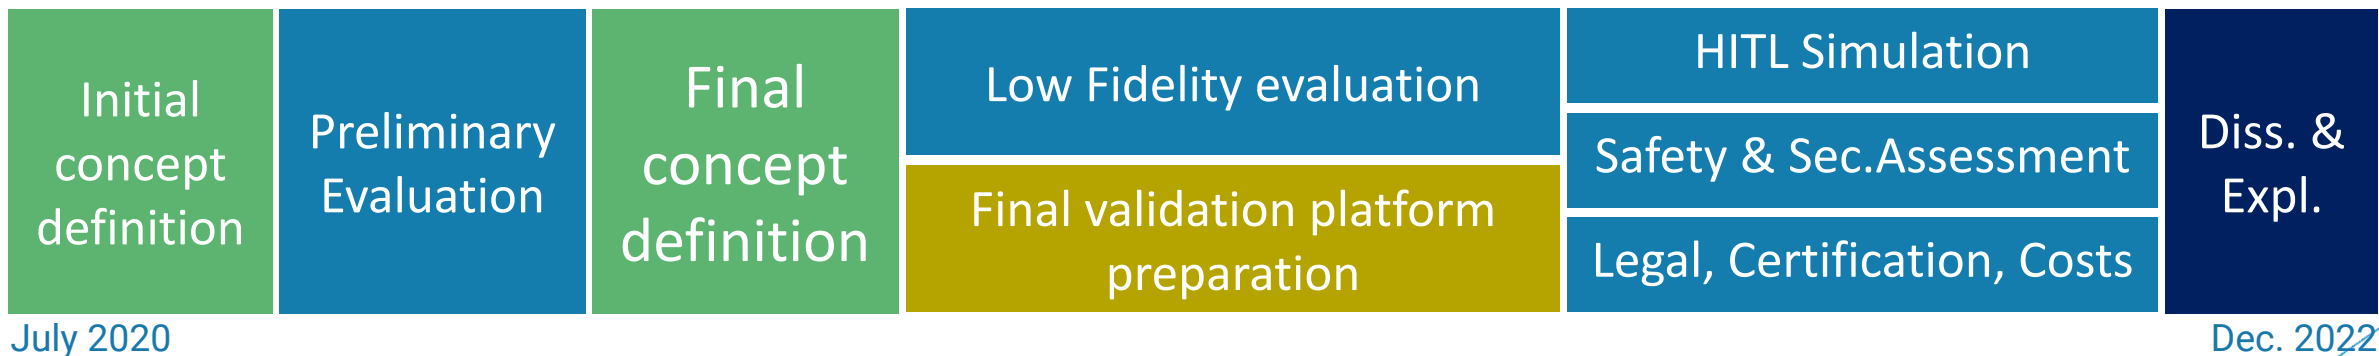 Initial
concept
definition
Preliminary
Evaluation
Final
concept
definition
Low Fidelity evaluation
Final validation platform
preparation
HITL Simulation
Safety & Sec.Assessment
Legal, Certification, Costs
Diss. &
Expl.
July 2020
Dec. 2022